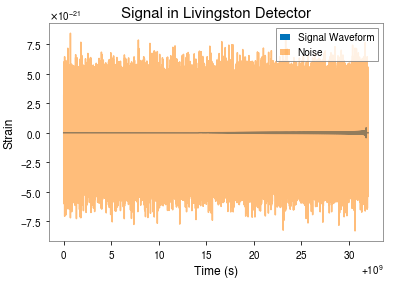 Signal in Livingston Detector
×10⁻²¹
Signal Waveform
Noise
7.5
5.0
2.5
0.0
−2.5
−5.0
−7.5
Strain
0 5 10 15 20 25 30
+10⁹
Time (s)